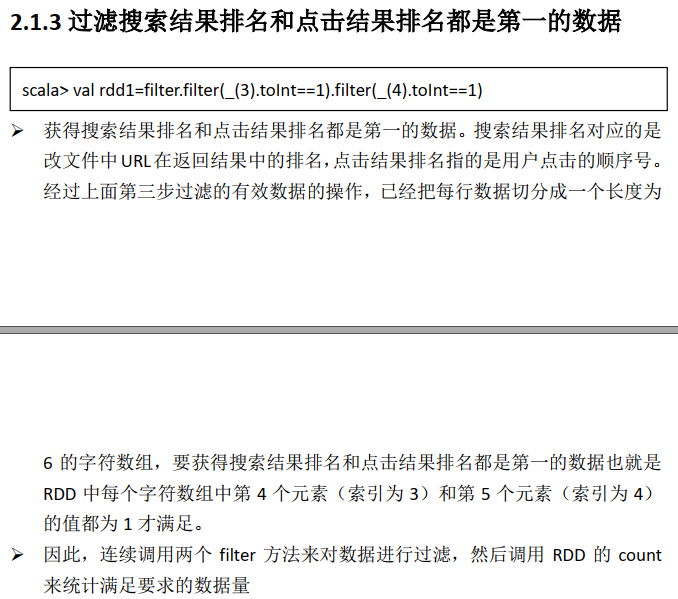 2.1.3 过滤搜索结果排名和点击结果排名都是第一的数据
scala> val rdd1=filter.filter(_(3).toInt==1).filter(_(4).toInt==1)
➢ 获得搜索结果排名和点击结果排名都是第一的数据。搜索结果排名对应的是
改文件中 URL 在返回结果中的排名，点击结果排名指的是用户点击的顺序号。
经过上面第三步过滤的有效数据的操作，已经把每行数据切分成一个长度为
6 的字符数组，要获得搜索结果排名和点击结果排名都是第一的数据也就是
RDD 中每个字符数组中第 4 个元素（索引为 3）和第 5 个元素（索引为 4）
的值都为 1 才满足。
➢ 因此，连续调用两个 filter 方法来对数据进行过滤，然后调用 RDD 的 count
来统计满足要求的数据量